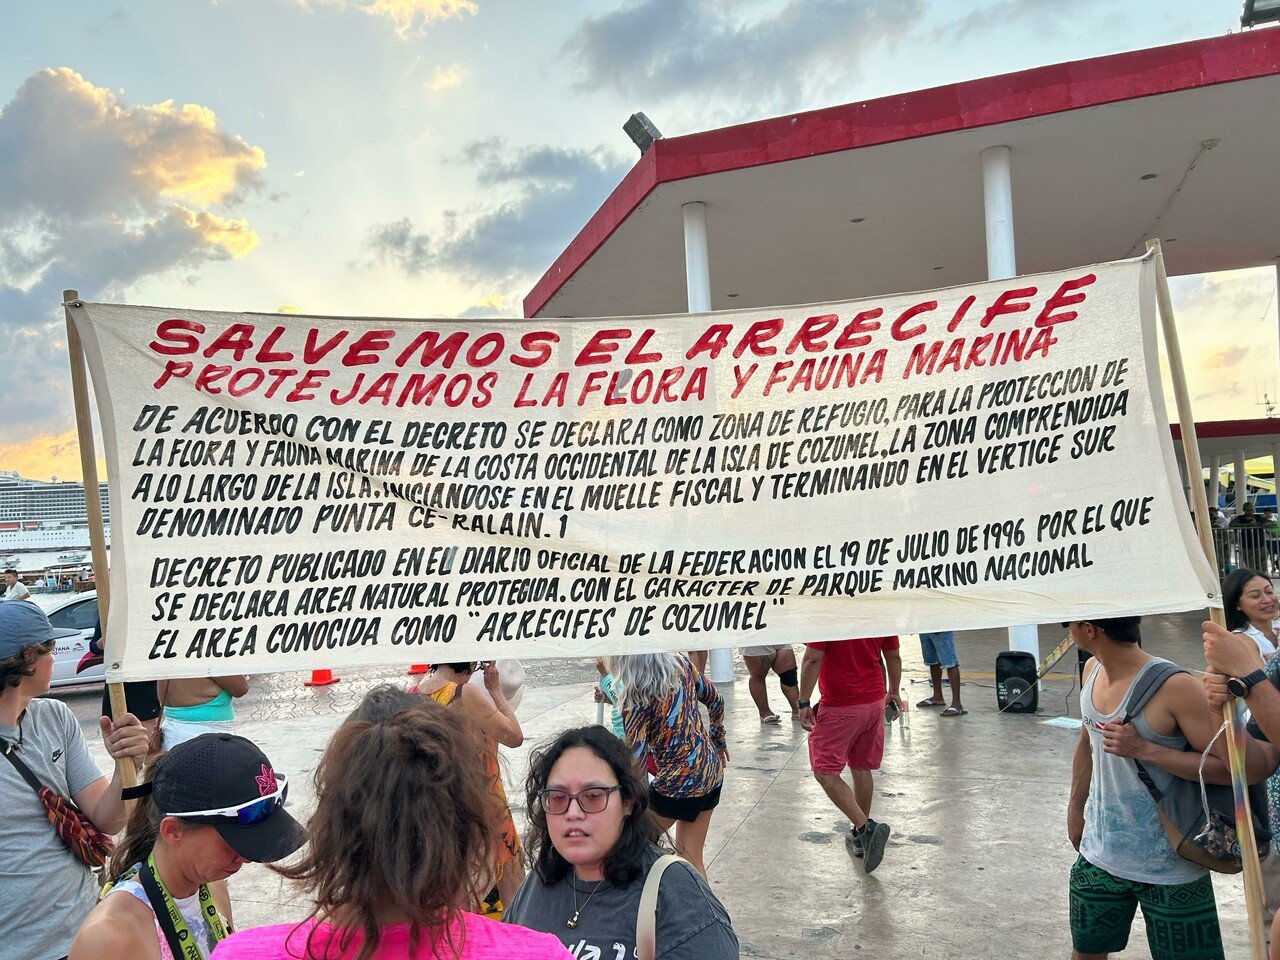 SALVEMOS EL ARRECIFE
PROTEJAMOS LA FLORA Y FAUNA MARINA
DE ACUERDO CON EL DECRETO SE DECLARA COMO ZONA DE REFUGIO, PARA LA PROTECCION DE
LA FLORA Y FAUNA MARINA DE LA COSTA OCCIDENTAL DE LA ISLA DE COZUMEL, LA ZONA COMPRENDIDA
A LO LARGO DE LA ISLA, INICIANDOSE EN EL MUELLE FISCAL Y TERMINANDO EN EL VERTICE SUR
DENOMINADO PUNTA CE-RALAIN. 1
DECRETO PUBLICADO EN EL DIARIO OFICIAL DE LA FEDERACION EL 19 DE JULIO DE 1996 POR EL QUE
SE DECLARA AREA NATURAL PROTEGIDA. CON EL CARACTER DE PARQUE MARINO NACIONAL
EL AREA CONOCIDA COMO "ARRECIFES DE COZUMEL"